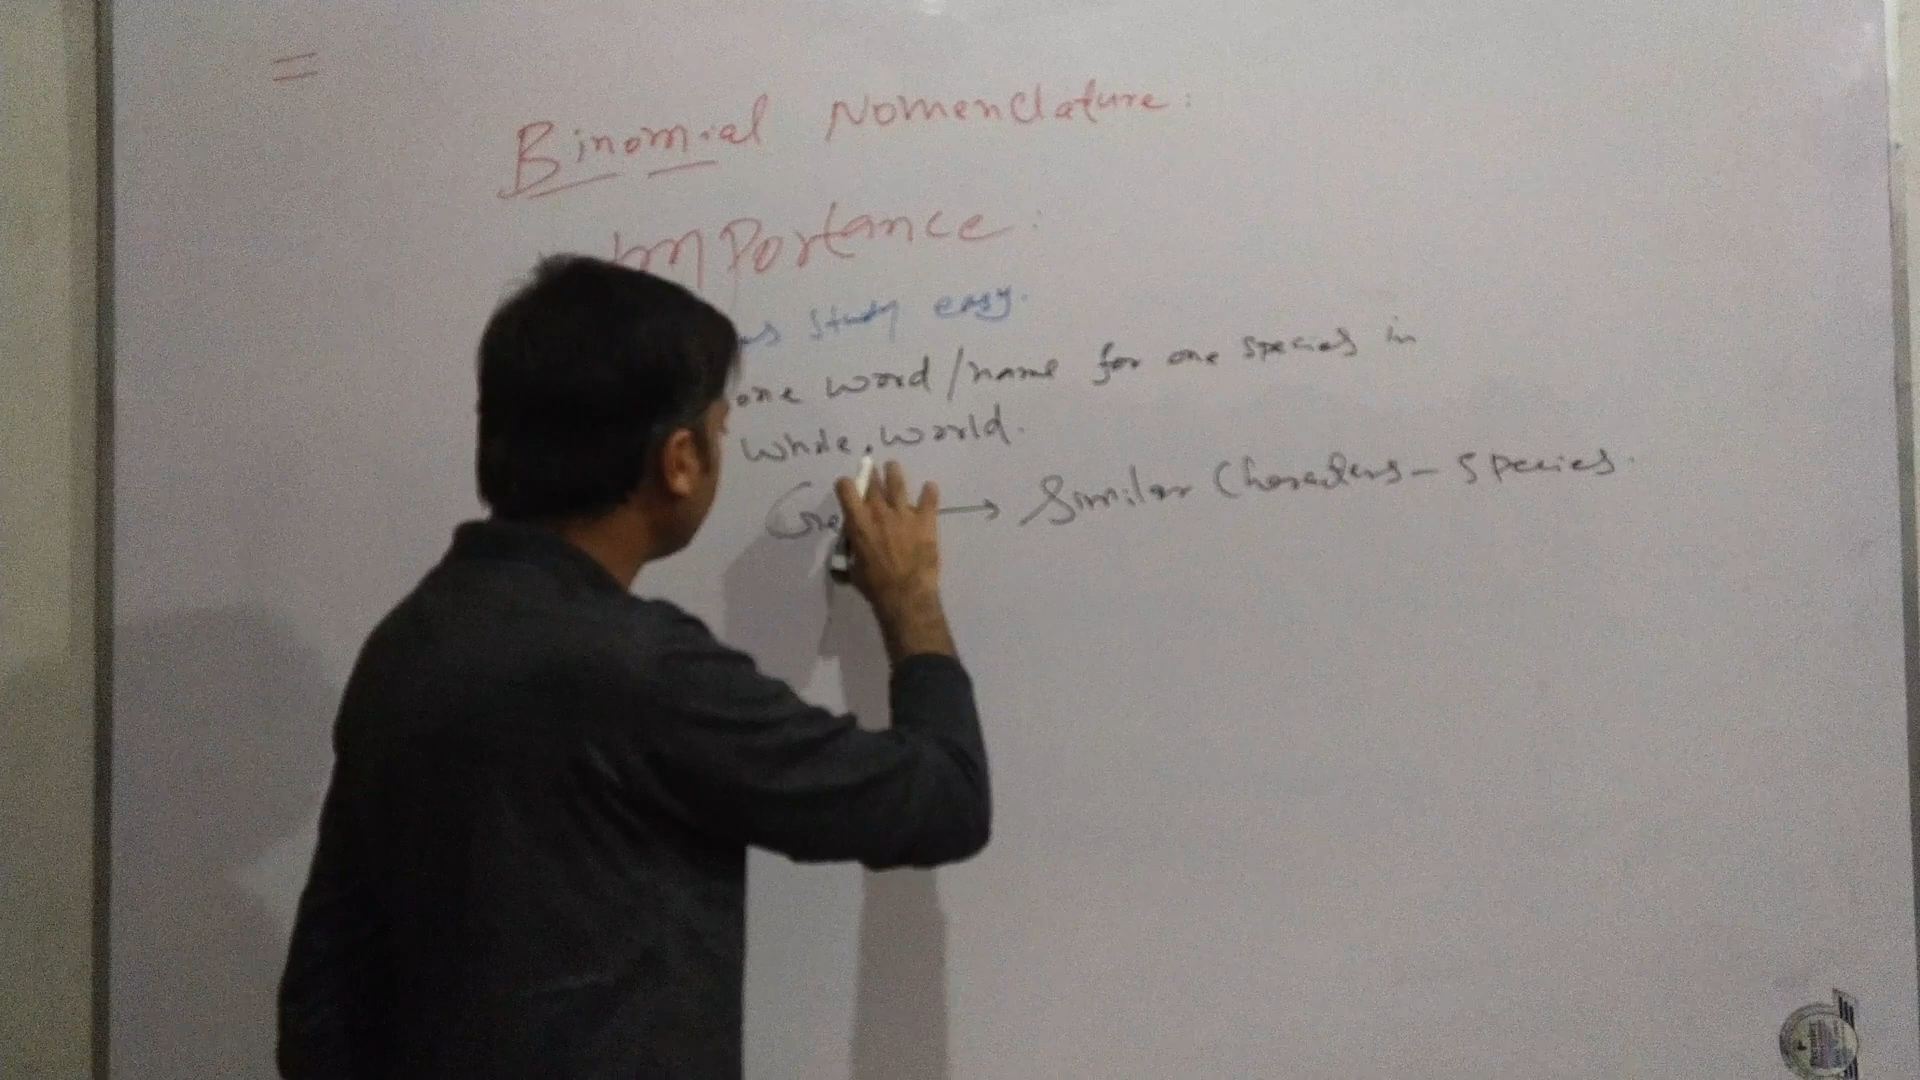 =
Binomial Nomenclature:
Importance:
study easy.
one word/name for one species in
whole world.
→ Similar Characters - Species.